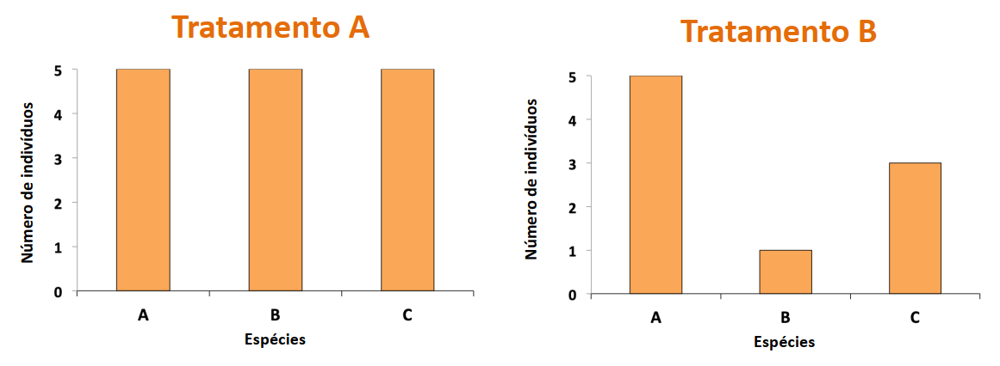 Tratamento A
Número de indivíduos
5
4
3
2
1
0
A B C
Espécies
Tratamento B
Número de indivíduos
5
4
3
2
1
0
A B C
Espécies